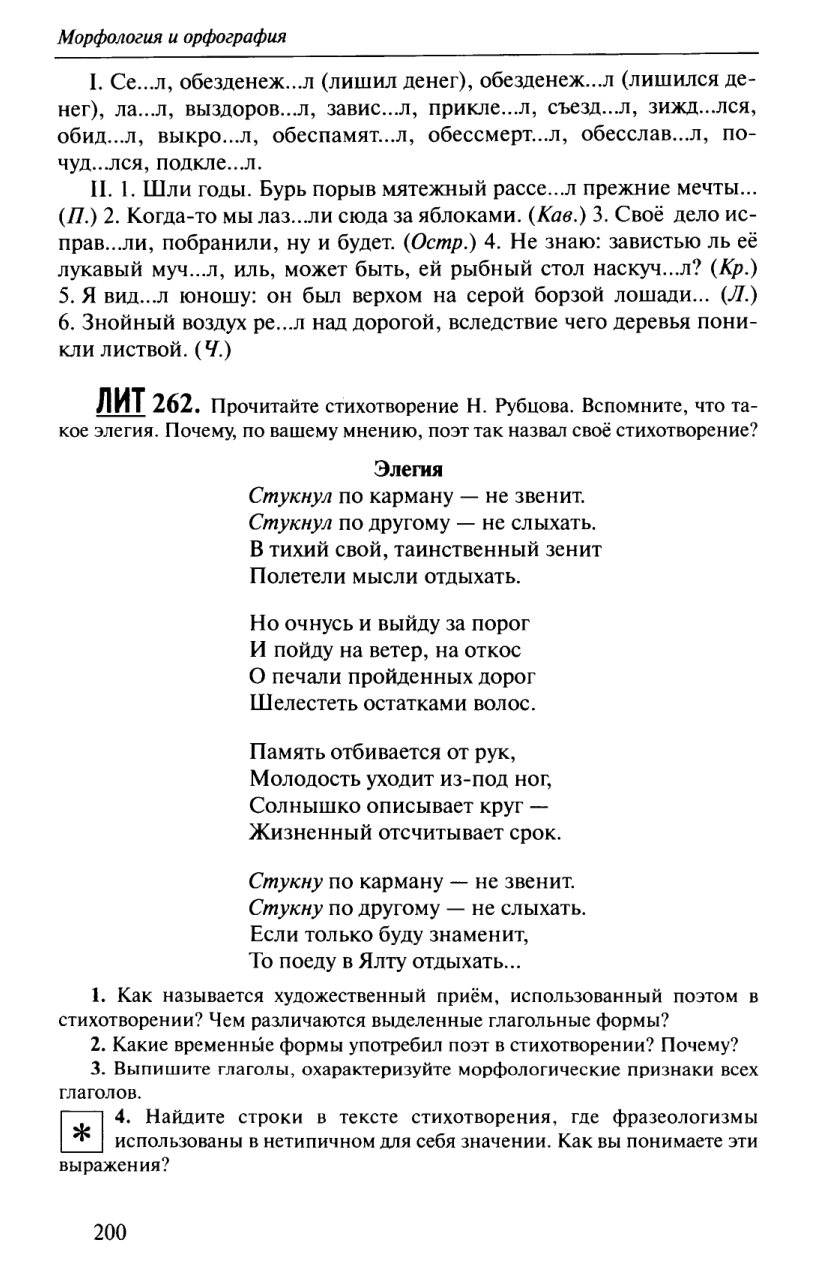 Морфология и орфография
I. Се...л, обезденеж...л (лишил денег), обезденеж...л (лишился де-
нег), ла...л, выздоров...л, завис...л, прикле...л, съезд...л, зижд...лся,
обид...л, выкро...л, обеспамят...л, обессмерт...л, обесслав...л, по-
чуд...лся, подкле...л.
II. 1. Шли годы. Бурь порыв мятежный рассе...л прежние мечты...
(П.) 2. Когда-то мы лаз...ли сюда за яблоками. (Кав.) 3. Своё дело ис-
прав...ли, побранили, ну и будет. (Остр.) 4. Не знаю: завистью ль её
лукавый муч...л, иль, может быть, ей рыбный стол наскуч...л? (Кр.)
5. Я вид...л юношу: он был верхом на серой борзой лошади... (Л.)
6. Знойный воздух ре...л над дорогой, вследствие чего деревья пони-
кли листвой. (Ч.)
ЛИТ 262. Прочитайте стихотворение Н. Рубцова. Вспомните, что та-
кое элегия. Почему, по вашему мнению, поэт так назвал своё стихотворение?
Элегия
Стукнул по карману — не звенит.
Стукнул по другому — не слыхать.
В тихий свой, таинственный зенит
Полетели мысли отдыхать.
Но очнусь и выйду за порог
И пойду на ветер, на откос
О печали пройденных дорог
Шелестеть остатками волос.
Память отбивается от рук,
Молодость уходит из-под ног,
Солнышко описывает круг —
Жизненный отсчитывает срок.
Стукну по карману — не звенит.
Стукну по другому — не слыхать.
Если только буду знаменит,
То поеду в Ялту отдыхать...
1. Как называется художественный приём, использованный поэтом в
стихотворении? Чем различаются выделенные глагольные формы?
2. Какие временны́е формы употребил поэт в стихотворении? Почему?
3. Выпишите глаголы, охарактеризуйте морфологические признаки всех
глаголов.
* 4. Найдите строки в тексте стихотворения, где фразеологизмы
использованы в нетипичном для себя значении. Как вы понимаете эти
выражения?
200